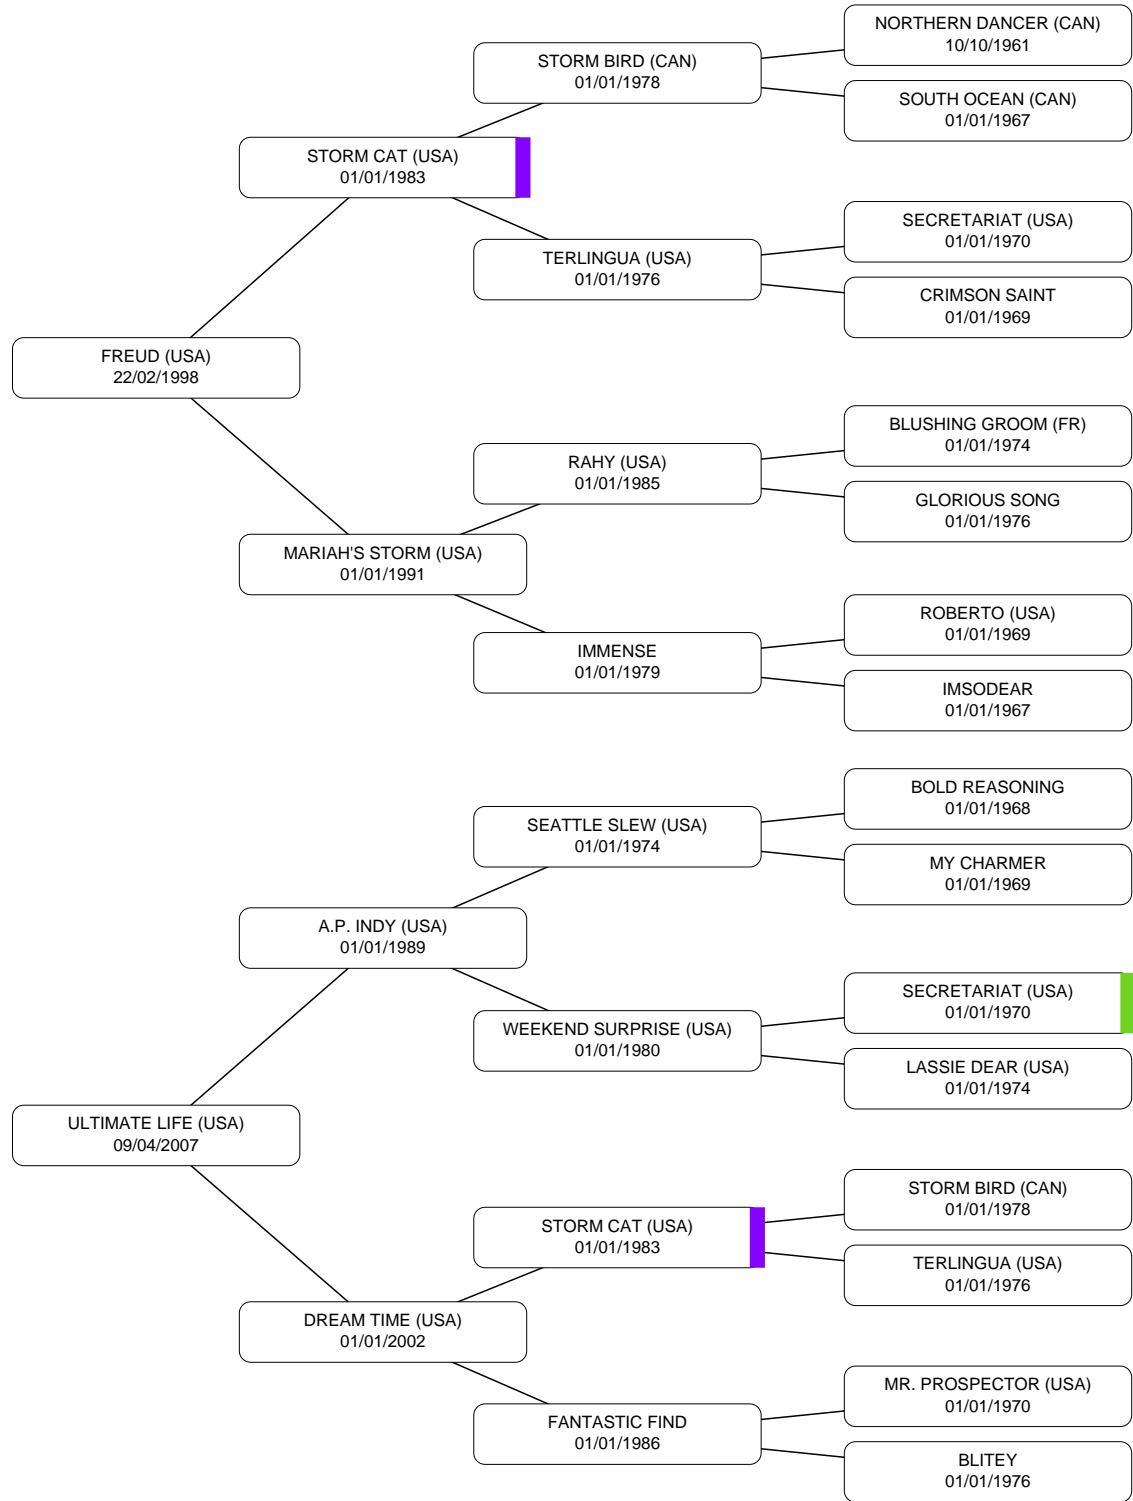 NORTHERN DANCER (CAN)
10/10/1961
STORM BIRD (CAN)
01/01/1978
SOUTH OCEAN (CAN)
01/01/1967
STORM CAT (USA)
01/01/1983
SECRETARIAT (USA)
01/01/1970
TERLINGUA (USA)
01/01/1976
CRIMSON SAINT
01/01/1969
FREUD (USA)
22/02/1998
BLUSHING GROOM (FR)
01/01/1974
RAHY (USA)
01/01/1985
GLORIOUS SONG
01/01/1976
MARIAH'S STORM (USA)
01/01/1991
ROBERTO (USA)
01/01/1969
IMMENSE
01/01/1979
IMSODEAR
01/01/1967
BOLD REASONING
01/01/1968
SEATTLE SLEW (USA)
01/01/1974
MY CHARMER
01/01/1969
A.P. INDY (USA)
01/01/1989
SECRETARIAT (USA)
01/01/1970
WEEKEND SURPRISE (USA)
01/01/1980
LASSIE DEAR (USA)
01/01/1974
ULTIMATE LIFE (USA)
09/04/2007
STORM BIRD (CAN)
01/01/1978
STORM CAT (USA)
01/01/1983
TERLINGUA (USA)
01/01/1976
DREAM TIME (USA)
01/01/2002
MR. PROSPECTOR (USA)
01/01/1970
FANTASTIC FIND
01/01/1986
BLITEY
01/01/1976